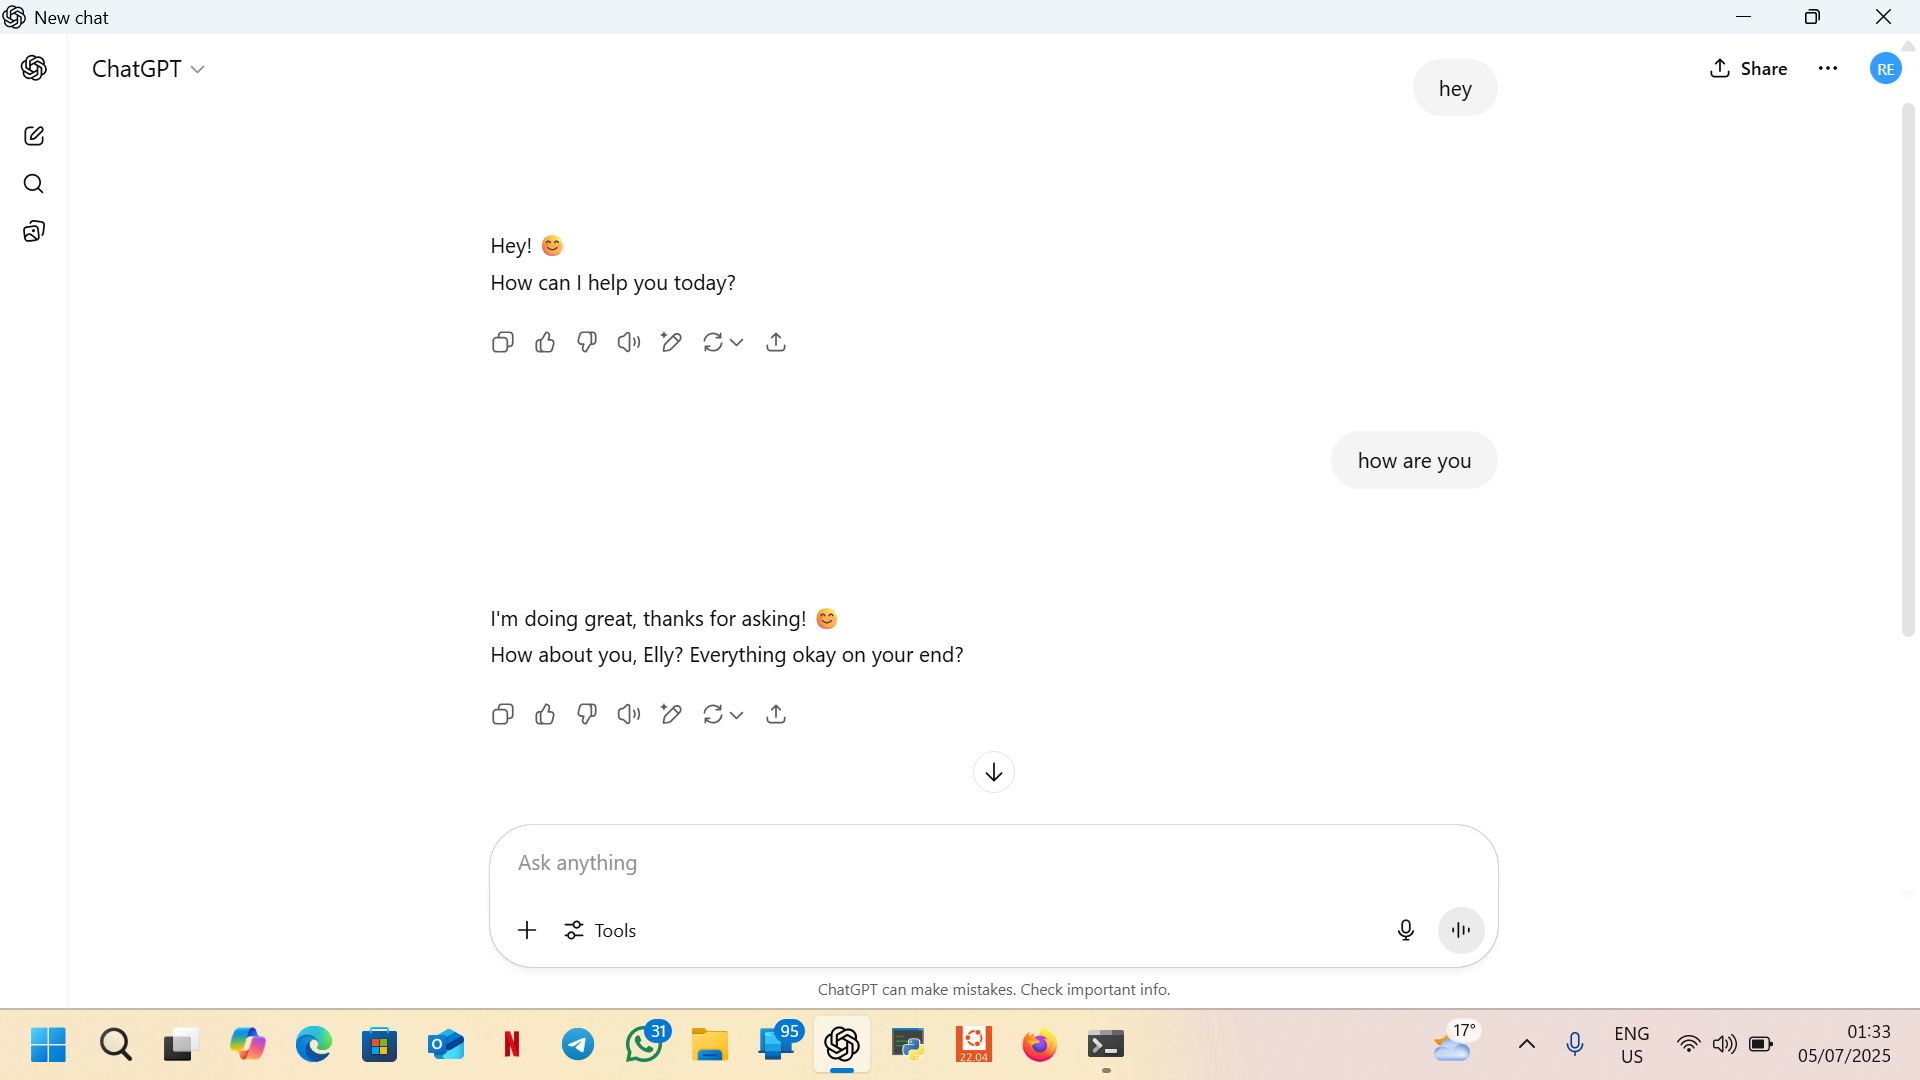 New chat
ChatGPT
Share
RE
hey
Hey! 😊
How can I help you today?
how are you
I'm doing great, thanks for asking! 😊
How about you, Elly? Everything okay on your end?
Ask anything
Tools
ChatGPT can make mistakes. Check important info.
N
31
95
22.04
17°
ENG
US
01:33
05/07/2025